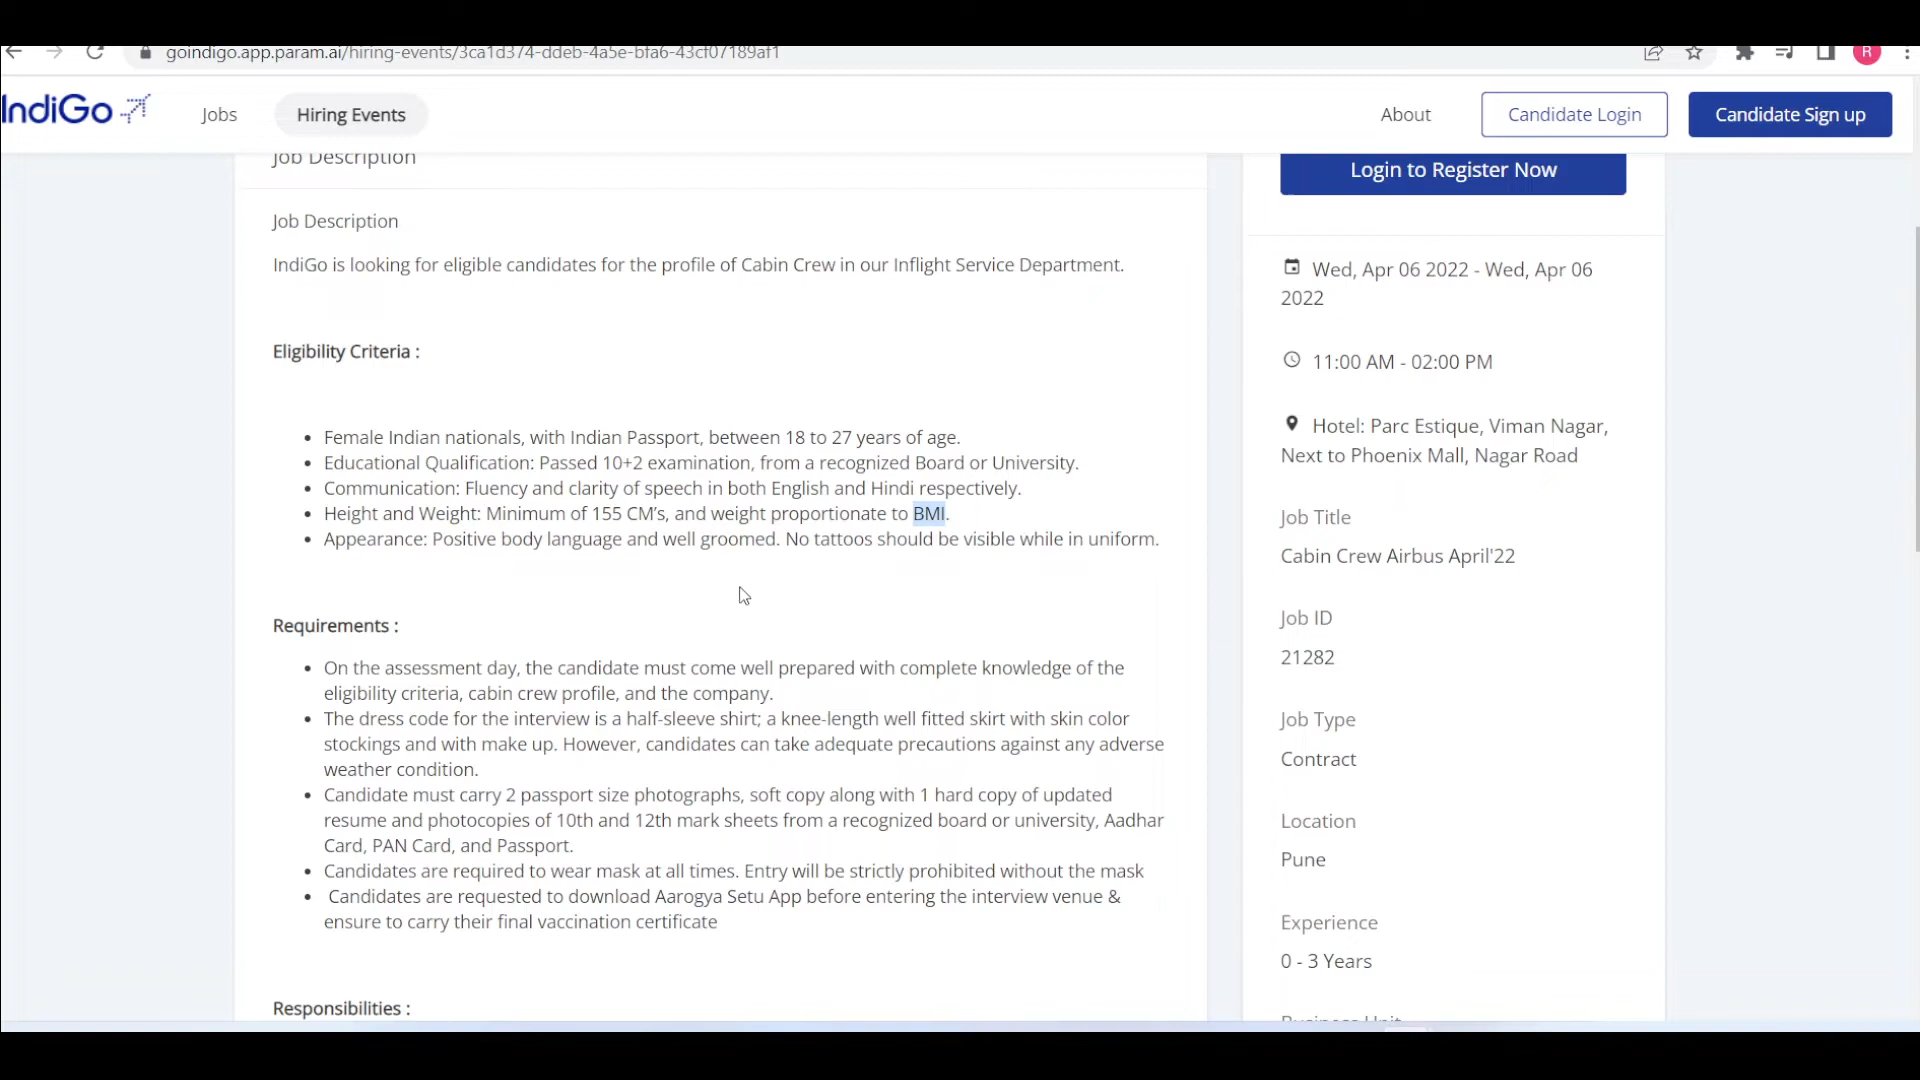 goindigo.app.param.ai/hiring-events/3ca1d374-ddeb-4a5e-bfa6-43cf07189af1
R
IndiGo
Jobs
Hiring Events
About
Candidate Login
Candidate Sign up
Job Description
Job Description
IndiGo is looking for eligible candidates for the profile of Cabin Crew in our Inflight Service Department.
Eligibility Criteria :
• Female Indian nationals, with Indian Passport, between 18 to 27 years of age.
• Educational Qualification: Passed 10+2 examination, from a recognized Board or University.
• Communication: Fluency and clarity of speech in both English and Hindi respectively.
• Height and Weight: Minimum of 155 CM’s, and weight proportionate to BMI.
• Appearance: Positive body language and well groomed. No tattoos should be visible while in uniform.
Requirements :
• On the assessment day, the candidate must come well prepared with complete knowledge of the
eligibility criteria, cabin crew profile, and the company.
• The dress code for the interview is a half-sleeve shirt; a knee-length well fitted skirt with skin color
stockings and with make up. However, candidates can take adequate precautions against any adverse
weather condition.
• Candidate must carry 2 passport size photographs, soft copy along with 1 hard copy of updated
resume and photocopies of 10th and 12th mark sheets from a recognized board or university, Aadhar
Card, PAN Card, and Passport.
• Candidates are required to wear mask at all times. Entry will be strictly prohibited without the mask
• Candidates are requested to download Aarogya Setu App before entering the interview venue &
ensure to carry their final vaccination certificate
Responsibilities :
Login to Register Now
Wed, Apr 06 2022 - Wed, Apr 06
2022
11:00 AM - 02:00 PM
Hotel: Parc Estique, Viman Nagar,
Next to Phoenix Mall, Nagar Road
Job Title
Cabin Crew Airbus April'22
Job ID
21282
Job Type
Contract
Location
Pune
Experience
0 - 3 Years
Business Unit